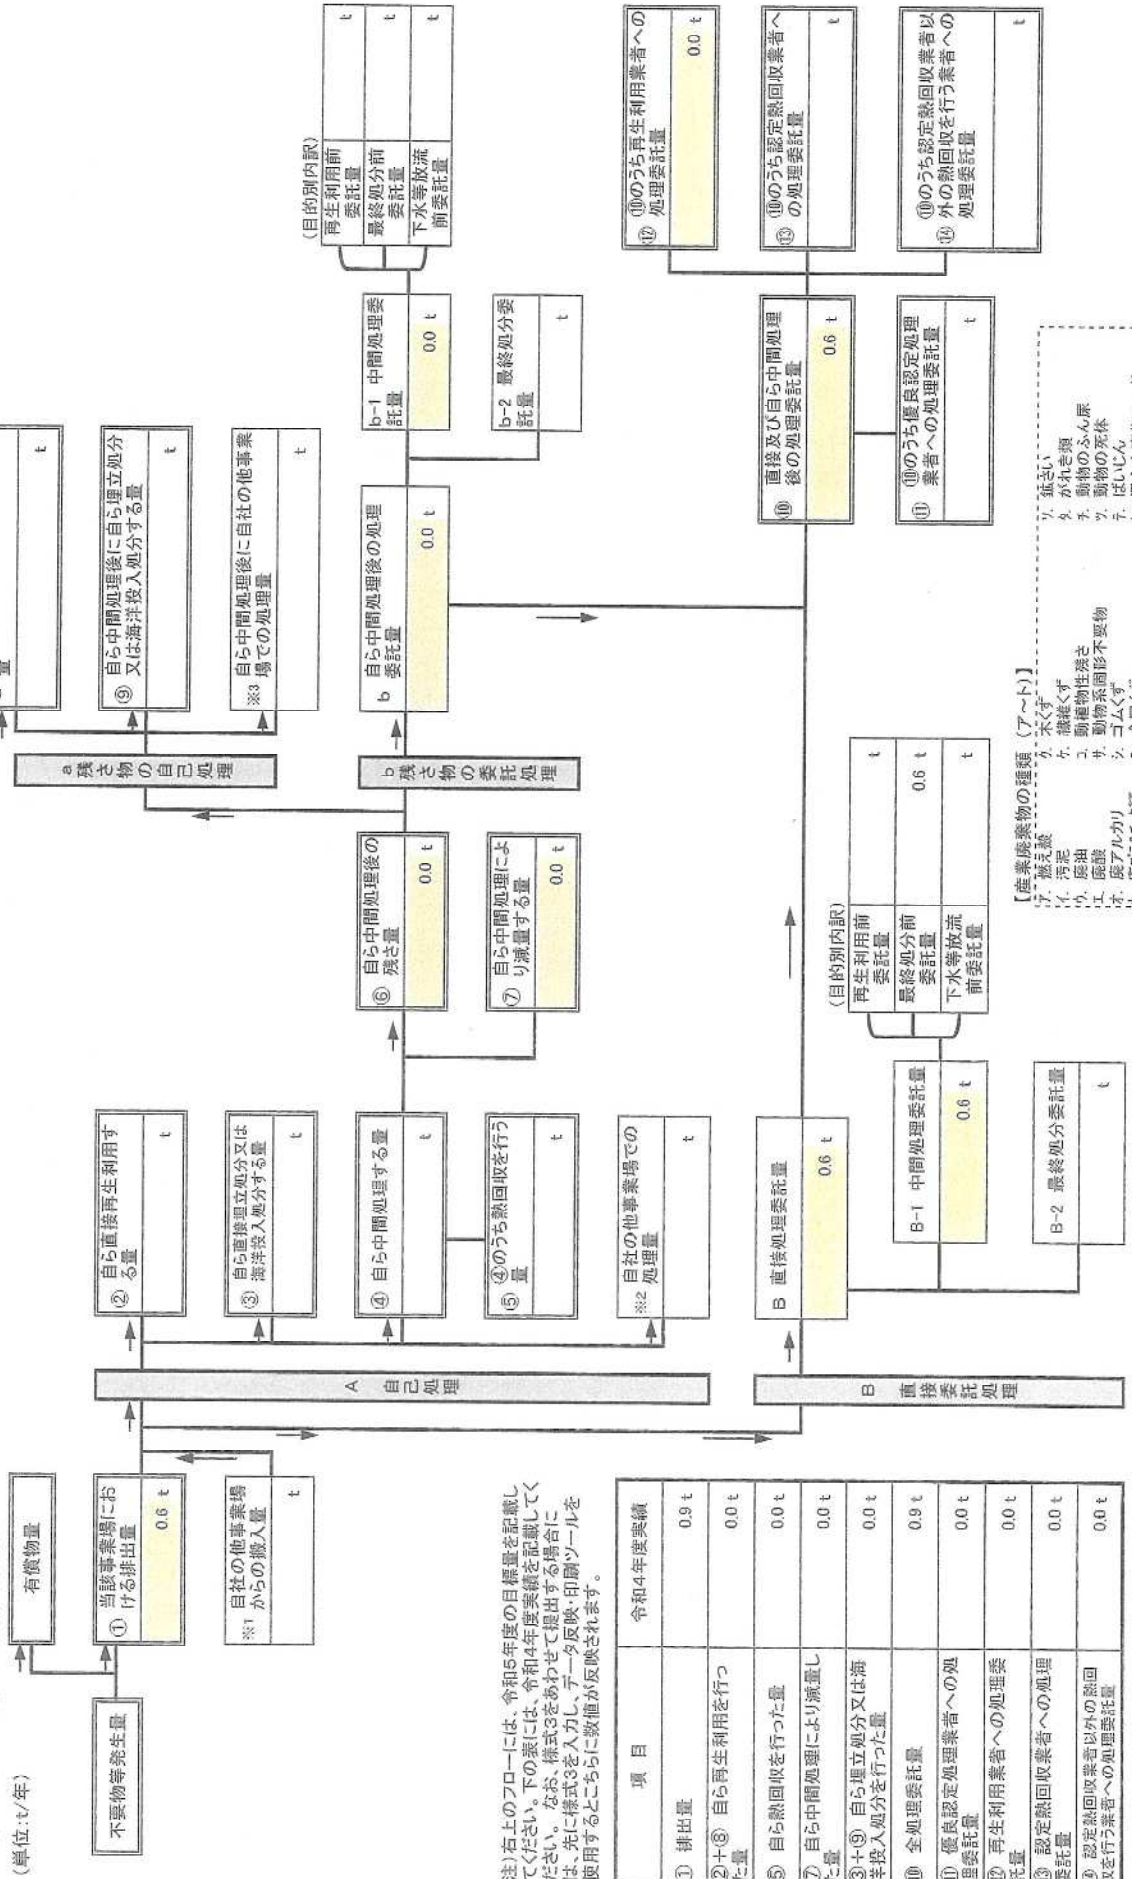 (単位:t/年)
不要物等発生量
有償物量
① 当該事業場にお
ける排出量
0.6 t
※1 自社の他事業場
からの搬入量
t
A 自己処理
② 自ら直接再生利用す
る量
t
③ 自ら直接埋立処分又は
海洋投入処分する量
t
④ 自ら中間処理する量
t
⑤ ④のうち熱回収を行う
量
t
※2 自社の他事業場での
処理量
t
B 直接委託処理
B 直接処理委託量
0.6 t
B-1 中間処理委託量
0.6 t
B-2 最終処分委託量
t
(目的別内訳)
再生利用前
委託量
t
最終処分前
委託量
0.6 t
下水等放流
前委託量
t
⑥ 自ら中間処理後の
残さ量
0.0 t
⑦ 自ら中間処理によ
り減量する量
0.0 t
a 残さ物の自己処理
量
t
⑨ 自ら中間処理後に自ら埋立処分
又は海洋投入処分する量
t
※3 自ら中間処理後に自社の他事業
場での処理量
t
b 残さ物の委託処理
b 自ら中間処理後の処理
委託量
0.0 t
b-1 中間処理委
託量
0.0 t
b-2 最終処分委
託量
t
(目的別内訳)
再生利用前
委託量
t
最終処分前
委託量
t
下水等放流
前委託量
t
⑩ 直接及び自ら中間処理
後の処理委託量
0.6 t
⑪ ⑩のうち優良認定処理
業者への処理委託量
t
⑫ ⑩のうち再生利用業者への
処理委託量
0.0 t
⑬ ⑩のうち認定熱回収業者へ
の処理委託量
t
⑭ ⑩のうち認定熱回収業者以
外の熱回収を行う業者への
処理委託量
t
注)右上のフローには、令和5年度の目標量を記載し
てください。下の表には、令和4年度実績を記載してく
ださい。 なお、様式3をあわせて提出する場合に
は、先に様式3を入力し、データ反映・印刷ツールを
使用するとこちらに数値が反映されます。
項 目 令和4年度実績
① 排出量 0.9 t
②+⑧ 自ら再生利用を行っ
た量 0.0 t
⑤ 自ら熱回収を行った量 0.0 t
⑦ 自ら中間処理により減量し
た量 0.0 t
③+⑨ 自ら埋立処分又は海
洋投入処分を行った量 0.0 t
⑩ 全処理委託量 0.9 t
⑪ 優良認定処理業者への処
理委託量 0.0 t
⑫ 再生利用業者への処理委
託量 0.0 t
⑬ 認定熱回収業者への処理
委託量 0.0 t
⑭ 認定熱回収業者以外の熱回
収を行う業者への処理委託量 0.0 t
【産業廃棄物の種類 (ア~ト)】
ア. 燃え殻
イ. 汚泥
ウ. 廃油
エ. 廃酸
オ. 廃アルカリ
ク. 木くず
ケ. 繊維くず
コ. 動植物性残さ
サ. 動物系固形不要物
シ. ゴムくず
ソ. 鉱さい
タ. がれき類
チ. 動物のふん尿
ツ. 動物の死体
テ. ばいじん